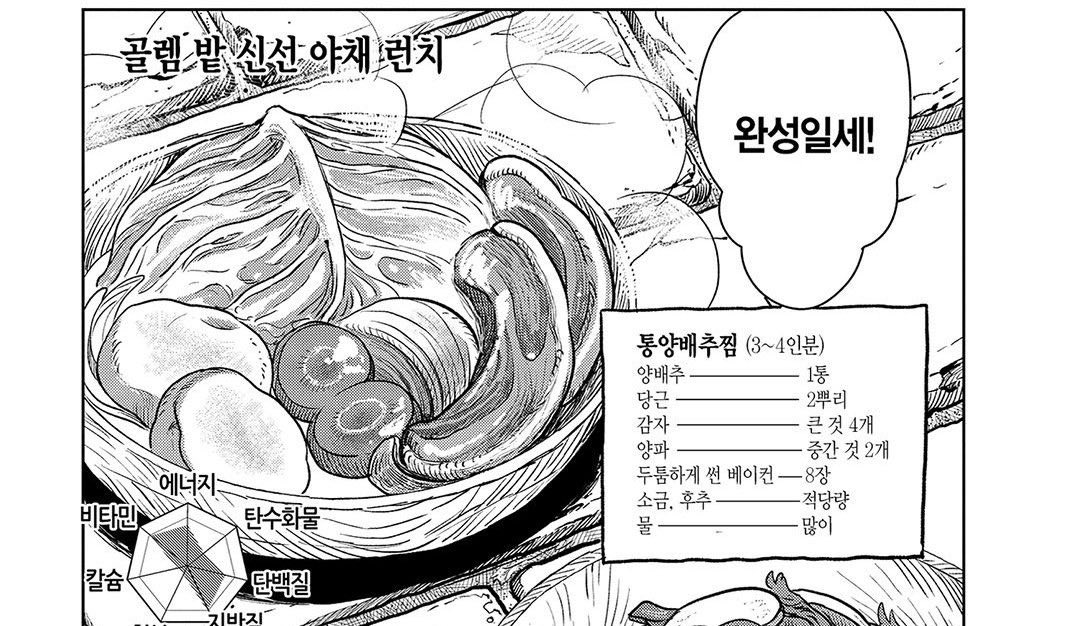 골렘 밭 신선 야채 런치
완성일세!
통양배추찜 (3~4인분)
양배추 1통
당근 2뿌리
감자 큰 것 4개
양파 중간 것 2개
두툼하게 썬 베이컨 8장
소금, 후추 적당량
물 많이
에너지
비타민
탄수화물
칼슘
단백질
지방질